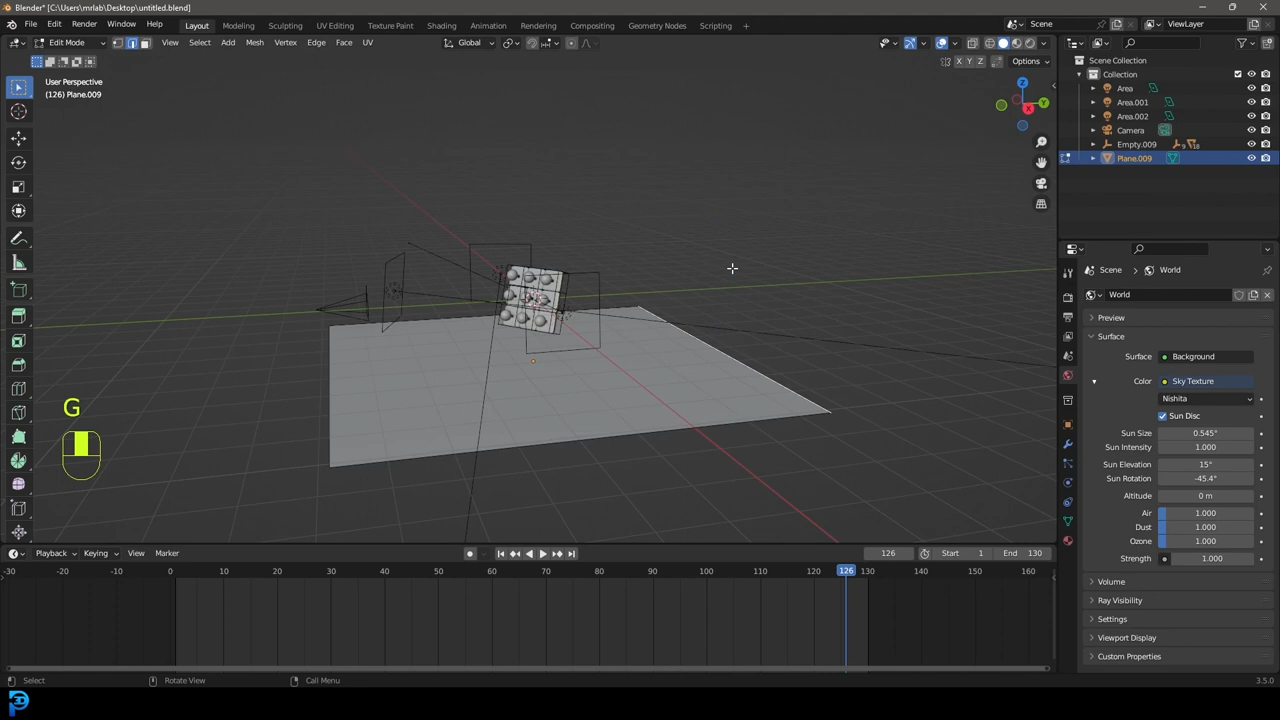 Blender* [C:\Users\mrlab\Desktop\untitled.blend]
File Edit Render Window Help Layout Modeling Sculpting UV Editing Texture Paint Shading Animation Rendering Compositing Geometry Nodes Scripting + Scene ViewLayer
Edit Mode View Select Add Mesh Vertex Edge Face UV Global
X Y Z Options
User Perspective
(126) Plane.009
Z
Y
X
G
Scene Collection
Collection
Area
Area.001
Area.002
Camera
Empty.009 9 18
Plane.009
Scene > World
World
Preview
Surface
Surface Background
Color Sky Texture
Nishita
Sun Disc
Sun Size 0.545°
Sun Intensity 1.000
Sun Elevation 15°
Sun Rotation -45.4°
Altitude 0 m
Air 1.000
Dust 1.000
Ozone 1.000
Strength 1.000
Volume
Ray Visibility
Settings
Viewport Display
Custom Properties
Playback Keying View Marker 126 Start 1 End 130
-30 -20 -10 0 10 20 30 40 50 60 70 80 90 100 110 120 126 130 140 150 160
Select Rotate View Call Menu 3.5.0